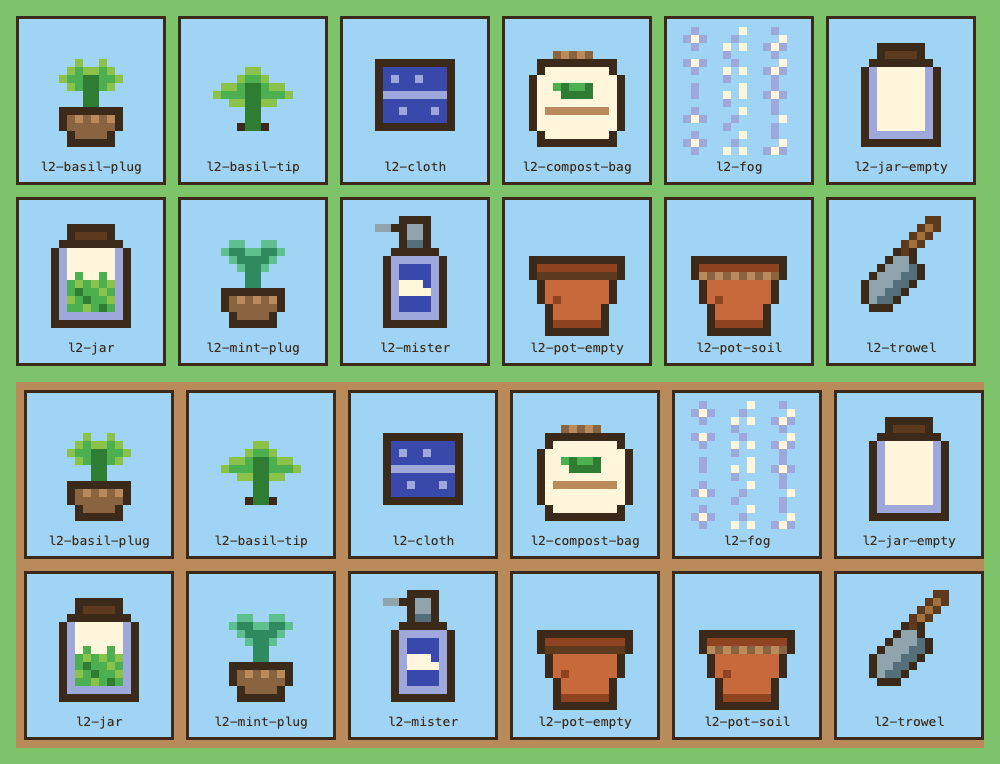 l2-basil-plug
l2-basil-tip
l2-cloth
l2-compost-bag
l2-fog
l2-jar-empty
l2-jar
l2-mint-plug
l2-mister
l2-pot-empty
l2-pot-soil
l2-trowel
l2-basil-plug
l2-basil-tip
l2-cloth
l2-compost-bag
l2-fog
l2-jar-empty
l2-jar
l2-mint-plug
l2-mister
l2-pot-empty
l2-pot-soil
l2-trowel